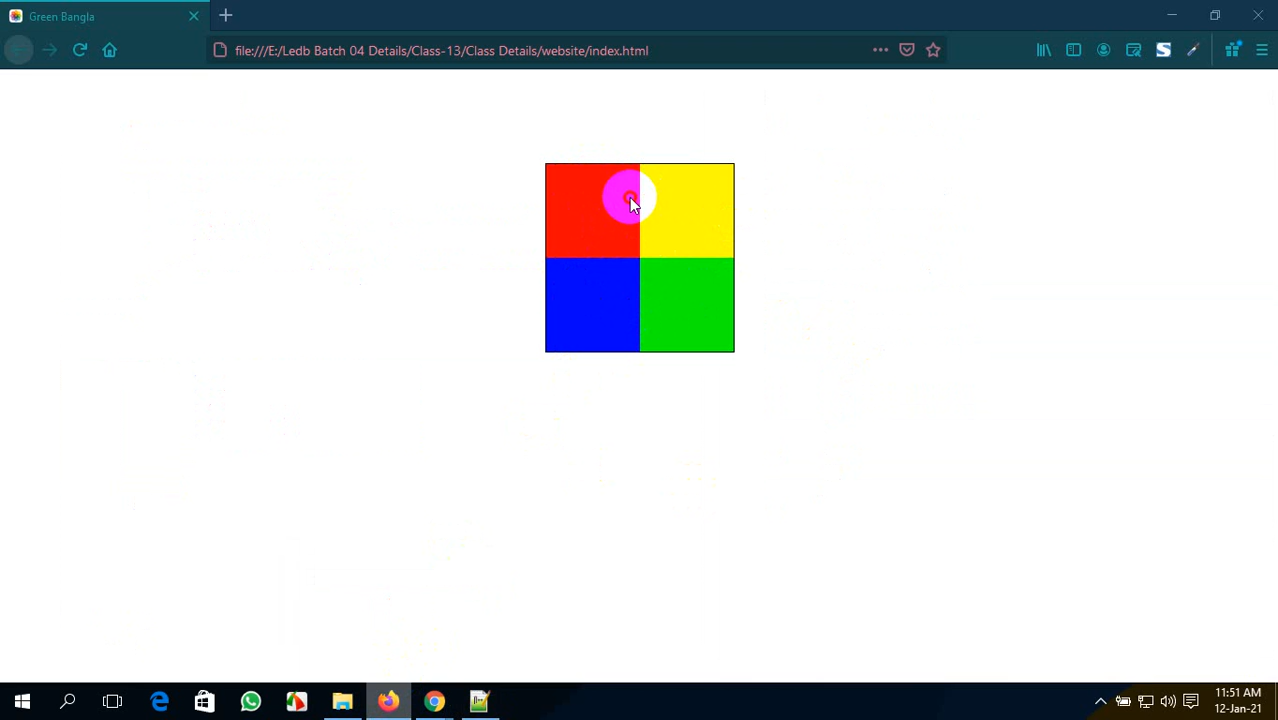 Green Bangla
file:///E:/Ledb Batch 04 Details/Class-13/Class Details/website/index.html
11:51 AM
12-Jan-21